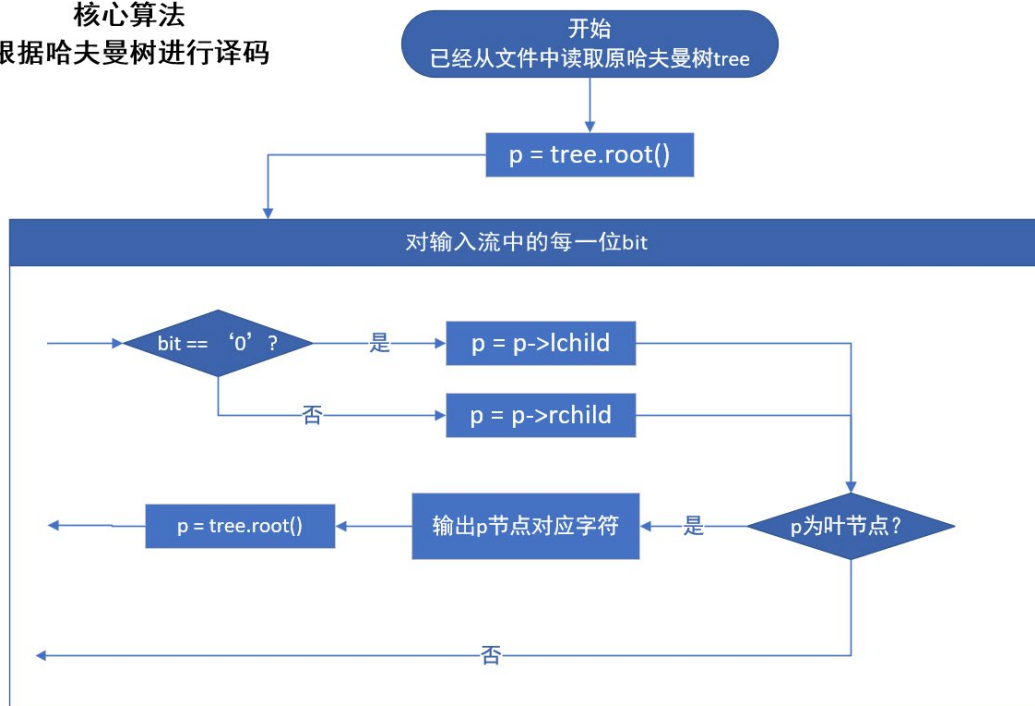 核心算法
根据哈夫曼树进行译码
开始
已经从文件中读取原哈夫曼树tree
p = tree.root()
对输入流中的每一位bit
bit == ‘0’ ?
是
p = p->lchild
否
p = p->rchild
p为叶节点?
是
输出p节点对应字符
p = tree.root()
否